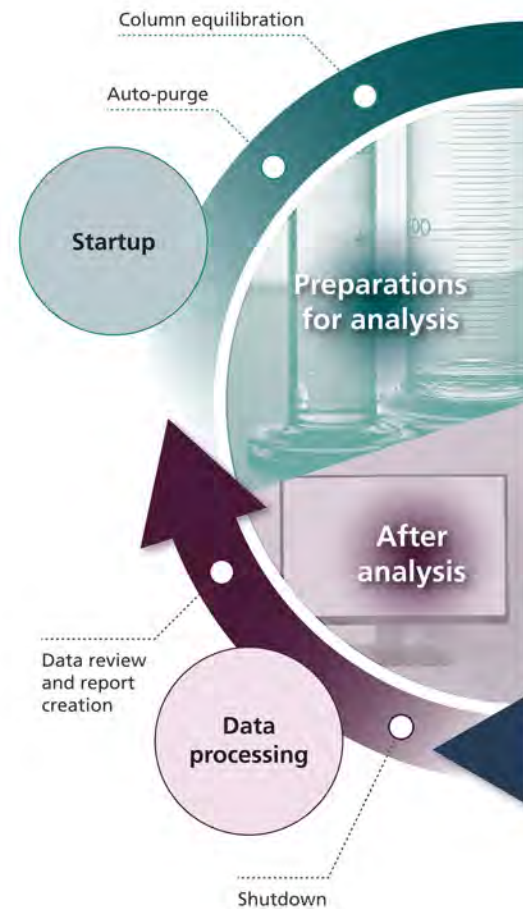 Column equilibration
Auto-purge
Startup
Preparations
for analysis
After
analysis
Data review
and report
creation
Data
processing
Shutdown